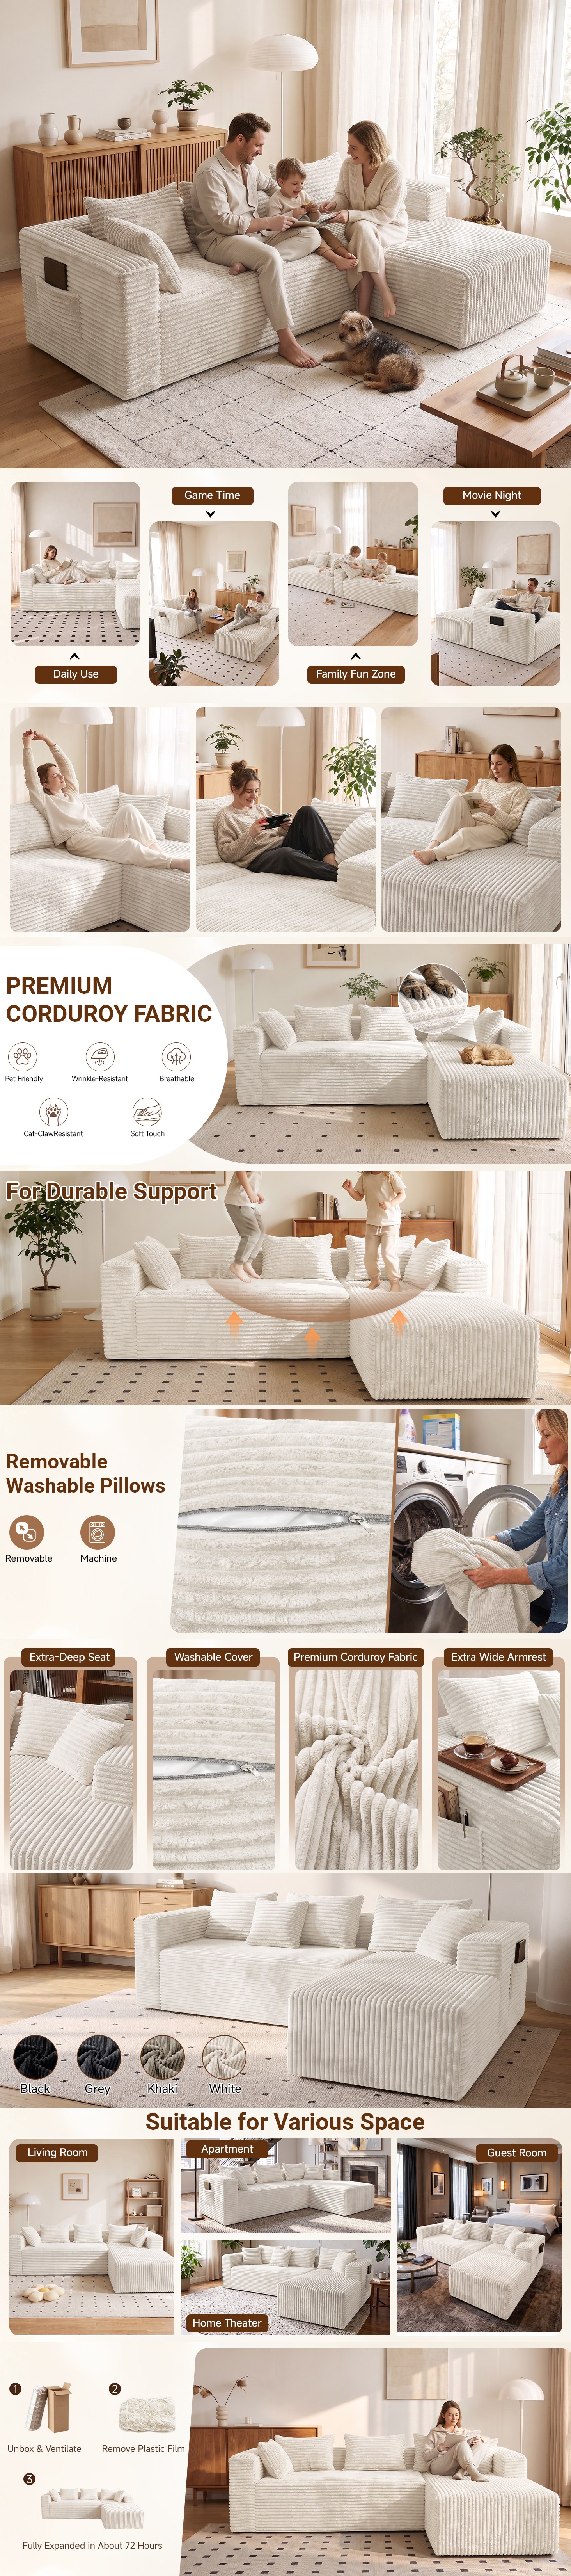 Game Time
Movie Night
Daily Use
Family Fun Zone
PREMIUM
CORDUROY FABRIC
Pet Friendly
Wrinkle-Resistant
Breathable
Cat-ClawResistant
Soft Touch
For Durable Support
Removable
Washable Pillows
Removable
Machine
Extra-Deep Seat
Washable Cover
Premium Corduroy Fabric
Extra Wide Armrest
Black
Grey
Khaki
White
Suitable for Various Space
Living Room
Apartment
Guest Room
Home Theater
1
2
Unbox & Ventilate
Remove Plastic Film
3
Fully Expanded in About 72 Hours